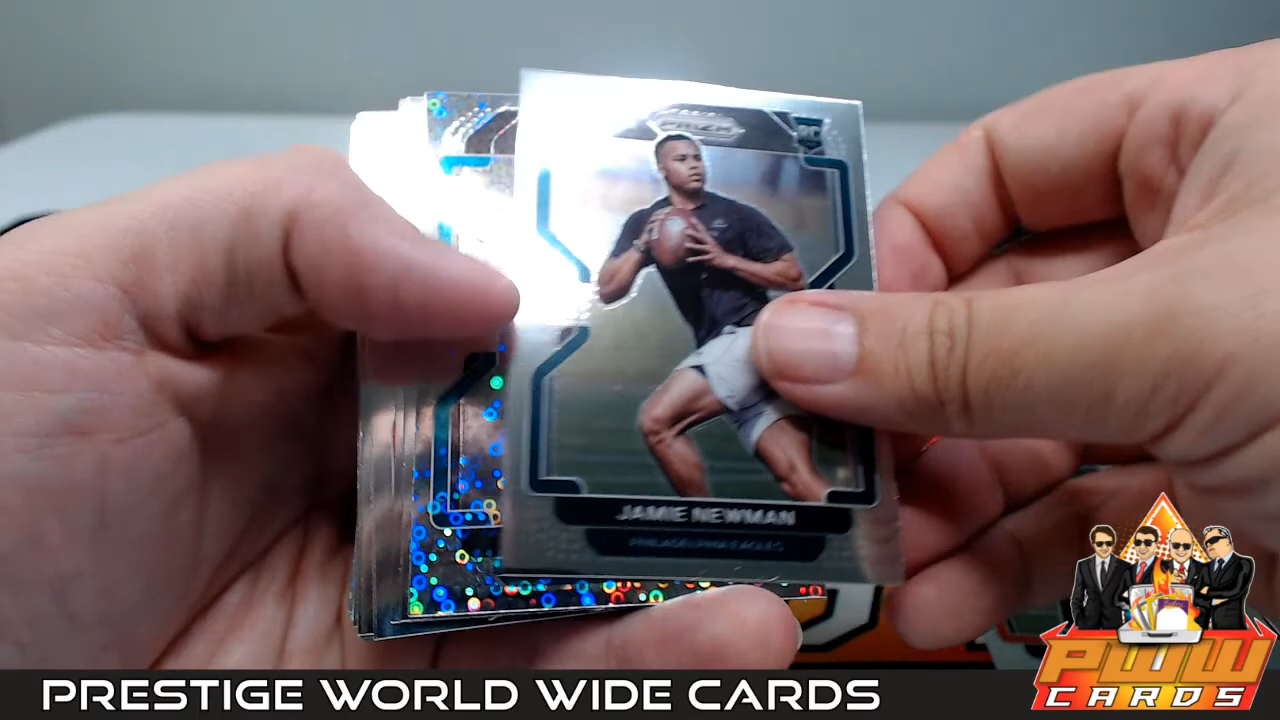 PRIZM
RC
JAMIE NEWMAN
PHILADELPHIA EAGLES
PWW
CARDS
PRESTIGE WORLD WIDE CARDS